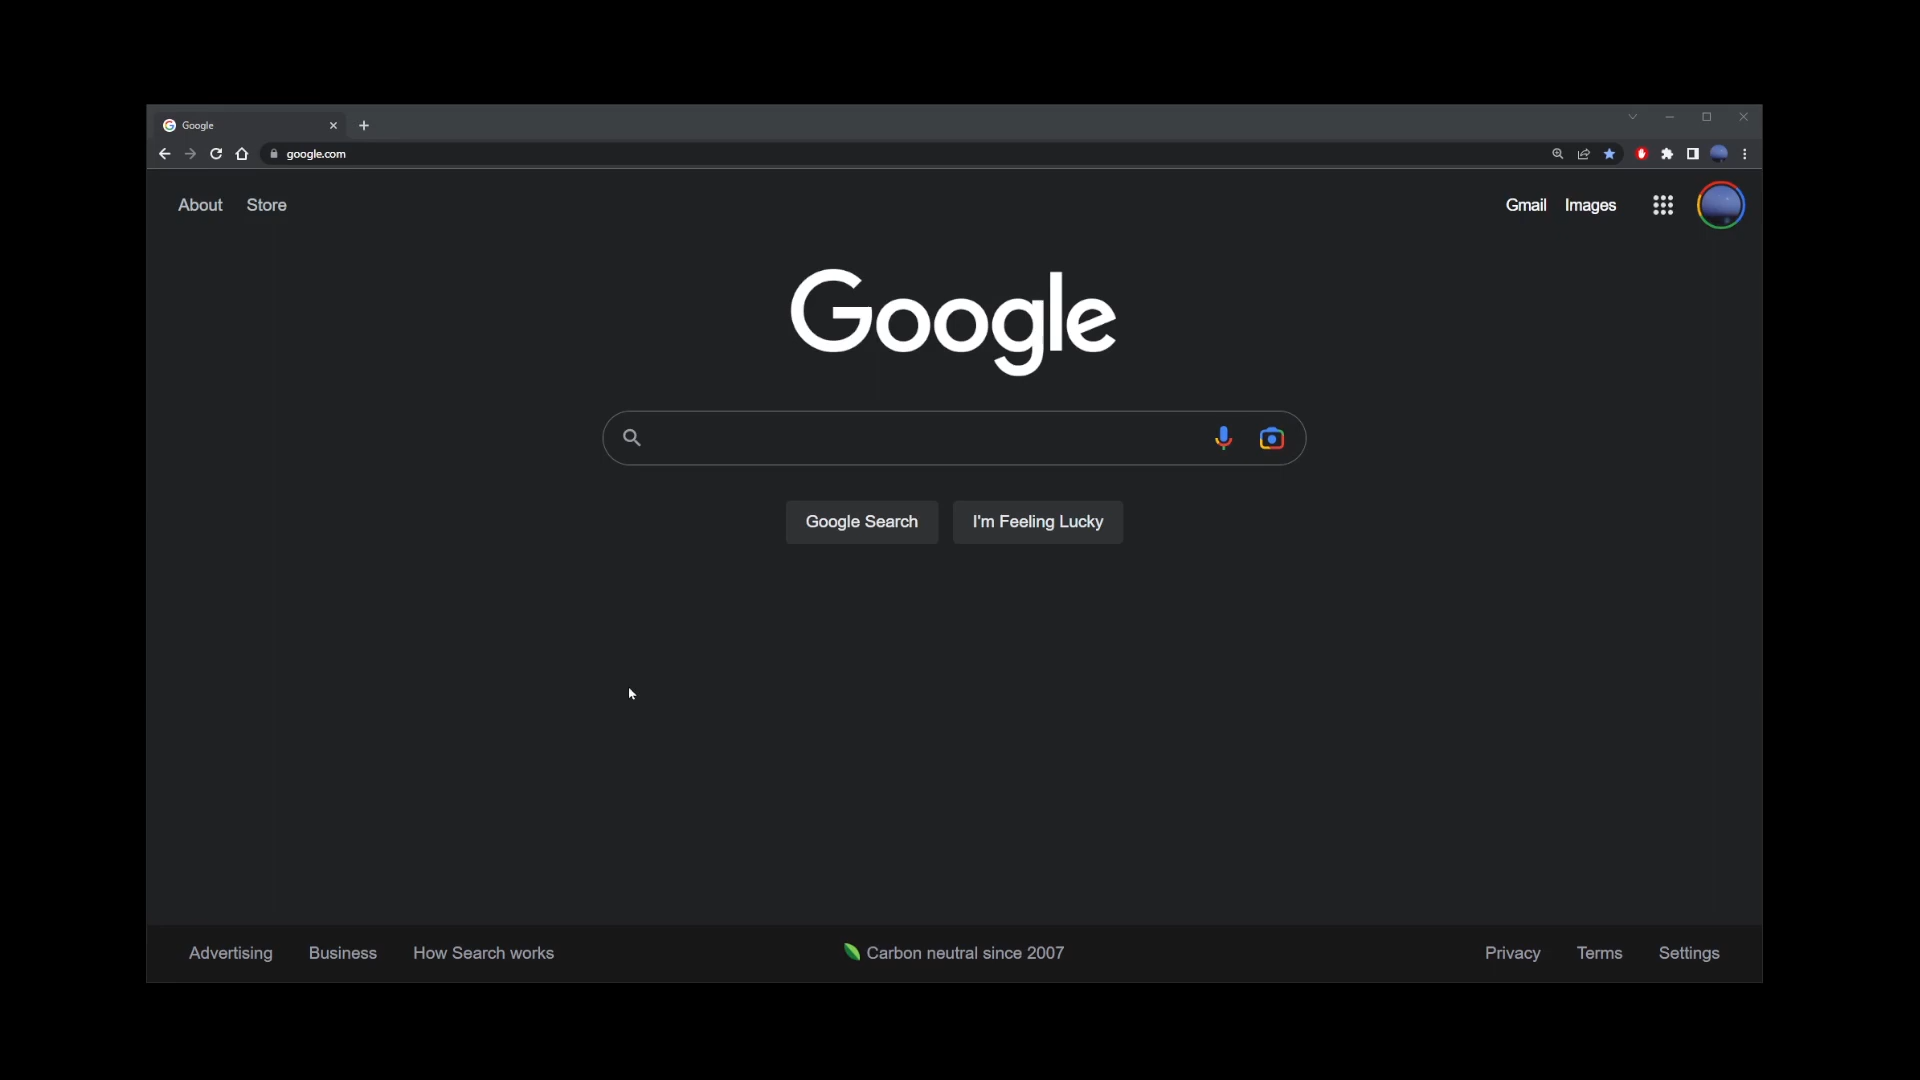 Google
google.com
About Store Gmail Images
Google
Google Search I'm Feeling Lucky
Advertising Business How Search works Carbon neutral since 2007 Privacy Terms Settings